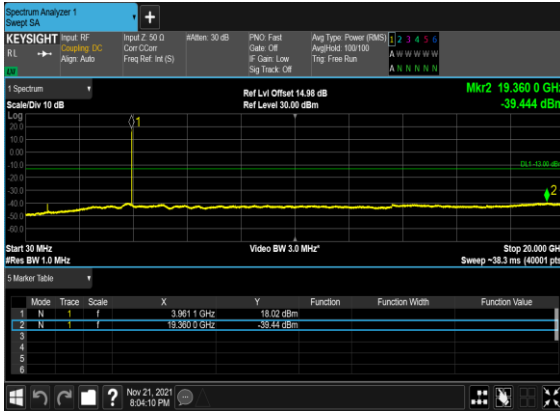 Spectrum Analyzer 1
Swept SA
+
KEYSIGHT Input: RF Input Z: 50 Ω #Atten: 30 dB PNO: Fast Avg Type: Power (RMS) 1 2 3 4 5 6
RL Coupling: DC Corr CCorr Gate: Off Avg|Hold: 100/100 A W W W W W
Align: Auto Freq Ref: Int (S) IF Gain: Low Trig: Free Run
LW Sig Track: Off A N N N N N
1 Spectrum Ref Lvl Offset 14.98 dB Mkr2 19.360 0 GHz
Scale/Div 10 dB Ref Level 30.00 dBm -39.444 dBm
Log
20.0
10.0
0.00
-10.0
-20.0
-30.0
-40.0
-50.0
-60.0
1
DL1 -13.00 dBm
2
Start 30 MHz Video BW 3.0 MHz* Stop 20.000 GHz
#Res BW 1.0 MHz Sweep ~38.3 ms (40001 pts)
5 Marker Table
Mode Trace Scale X Y Function Function Width Function Value
1 N 1 f 3.961 1 GHz 18.02 dBm
2 N 1 f 19.360 0 GHz -39.44 dBm
3
4
5
6
? Nov 21, 2021
8:04:10 PM